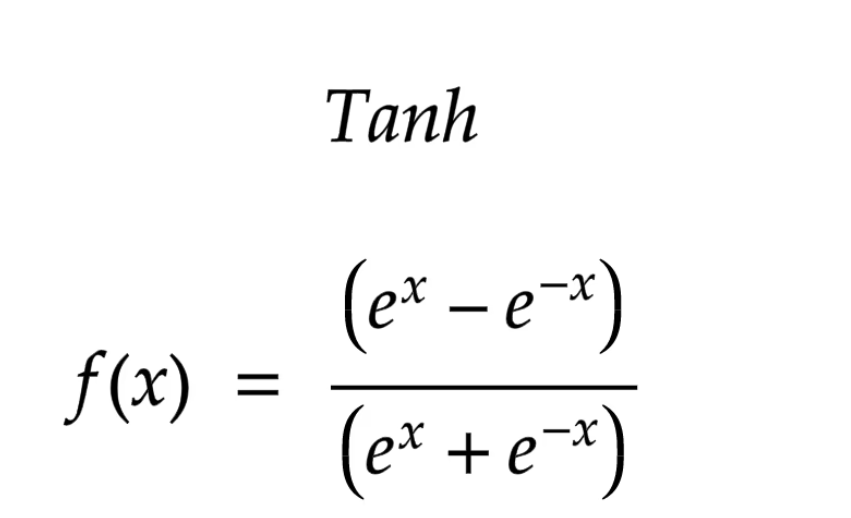 Tanh
f(x) = (e^x − e^−x) / (e^x + e^−x)